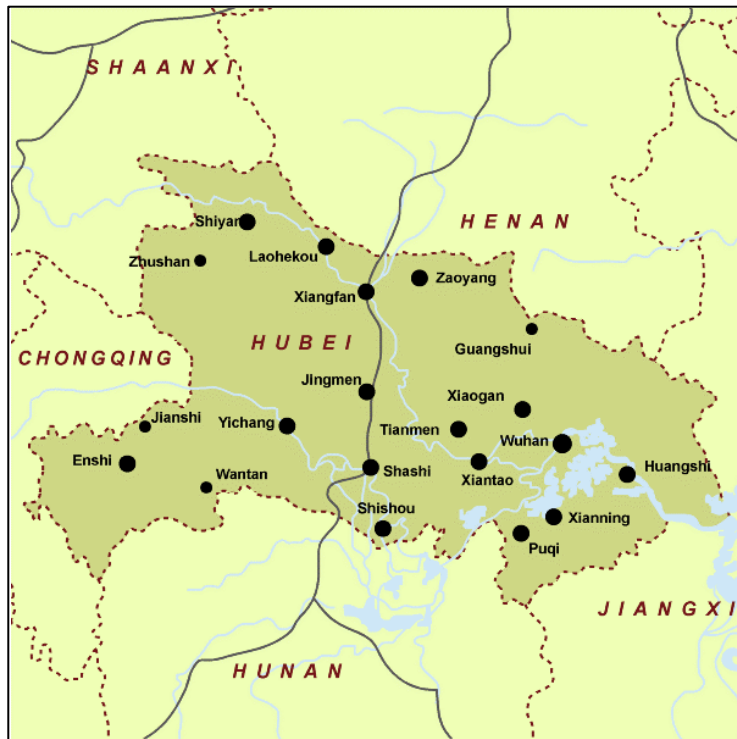 SHAANXI
HENAN
Shiyan
Laohekou
Zhushan
Zaoyang
Xiangfan
HUBEI
Guangshui
CHONGQING
Jingmen
Xiaogan
Jianshi
Yichang
Tianmen
Wuhan
Enshi
Wantan
Shashi
Xiantao
Huangshi
Shishou
Xianning
Puqi
JIANGXI
HUNAN